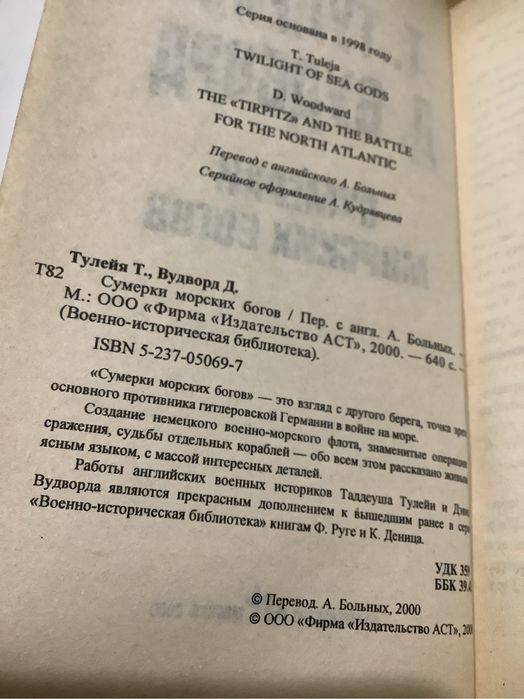 Серия основана в 1998 году
T. Tuleja
TWILIGHT OF SEA GODS
D. Woodward
THE «TIRPITZ» AND THE BATTLE
FOR THE NORTH ATLANTIC
Перевод с английского А. Больных
Серийное оформление А. Кудрявцева
Тулейя Т., Вудворд Д.
Т82 Сумерки морских богов / Пер. с англ. А. Больных. —
М.: ООО «Фирма «Издательство АСТ», 2000. — 640 с. —
(Военно-историческая библиотека).
ISBN 5-237-05069-7
«Сумерки морских богов» — это взгляд с другого берега, точка
основного противника гитлеровской Германии в войне на море.
Создание немецкого военно-морского флота, знаменитые операции
сражения, судьбы отдельных кораблей — обо всем этом рассказано
ясным языком, с массой интересных деталей.
Работы английских военных историков Таддеуша Тулейи и
Вудворда являются прекрасным дополнением к вышедшим ранее в
«Военно-историческая библиотека» книгам Ф. Руге и К. Деница.
УДК
ББК
© Перевод. А. Больных, 2000
© ООО «Фирма «Издательство АСТ»,